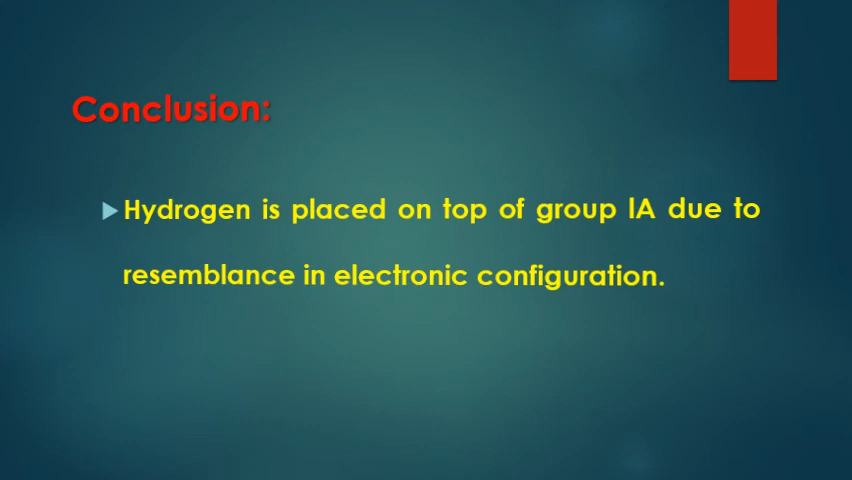 Conclusion:
Hydrogen is placed on top of group IA due to
resemblance in electronic configuration.